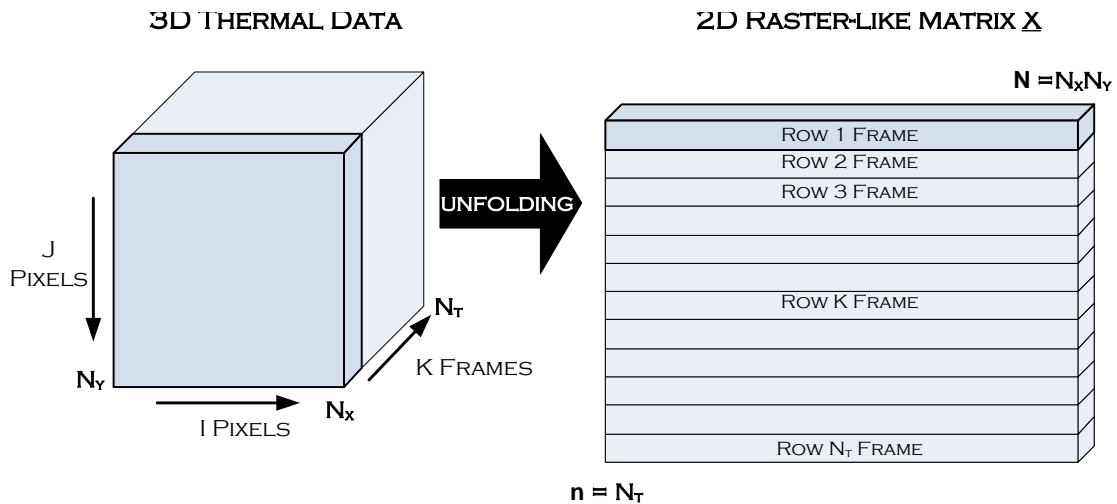 3D THERMAL DATA
2D RASTER-LIKE MATRIX X
N = NXNY
ROW 1 FRAME
ROW 2 FRAME
ROW 3 FRAME
UNFOLDING
J
PIXELS
ROW K FRAME
NT
K FRAMES
NY
NX
I PIXELS
ROW NT FRAME
n = NT